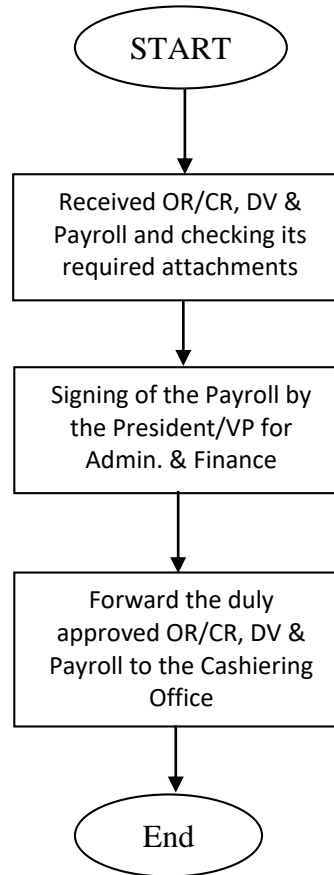 START
Received OR/CR, DV &
Payroll and checking its
required attachments
Signing of the Payroll by
the President/VP for
Admin. & Finance
Forward the duly
approved OR/CR, DV &
Payroll to the Cashiering
Office
End